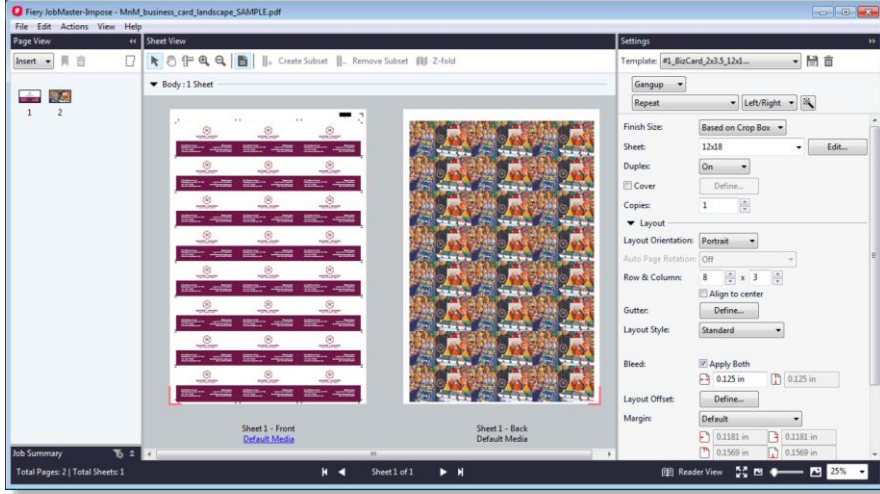 Fiery JobMaster-Impose - MnM_business_card_landscape_SAMPLE.pdf
File Edit Actions View Help
Page View
Sheet View
Settings
Insert
Create Subset
Remove Subset
Z-fold
Template: #1_BizCard_2x3.5_12x1...
Body : 1 Sheet
Gangup
Repeat
Left/Right
1 2
Finish Size: Based on Crop Box
Sheet: 12x18 Edit...
Duplex: On
Cover Define...
Copies: 1
Layout
Layout Orientation: Portrait
Auto Page Rotation: Off
Row & Column: 8 x 3
Align to center
Gutter: Define...
Layout Style: Standard
Bleed: Apply Both
0.125 in 0.125 in
Layout Offset: Define...
Margin: Default
0.1181 in 0.1181 in
0.1569 in 0.1569 in
Sheet 1 - Front
Default Media
Sheet 1 - Back
Default Media
Job Summary
Total Pages: 2 | Total Sheets: 1
Sheet 1 of 1
Reader View
25%